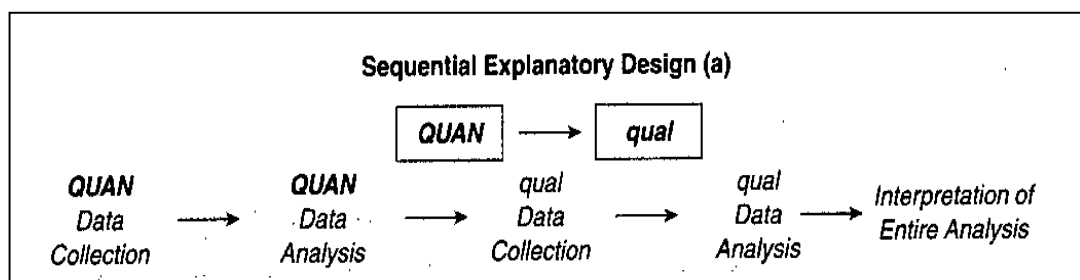 Sequential Explanatory Design (a)
QUAN
qual
QUAN
Data
Collection
QUAN
Data
Analysis
qual
Data
Collection
qual
Data
Analysis
Interpretation of
Entire Analysis